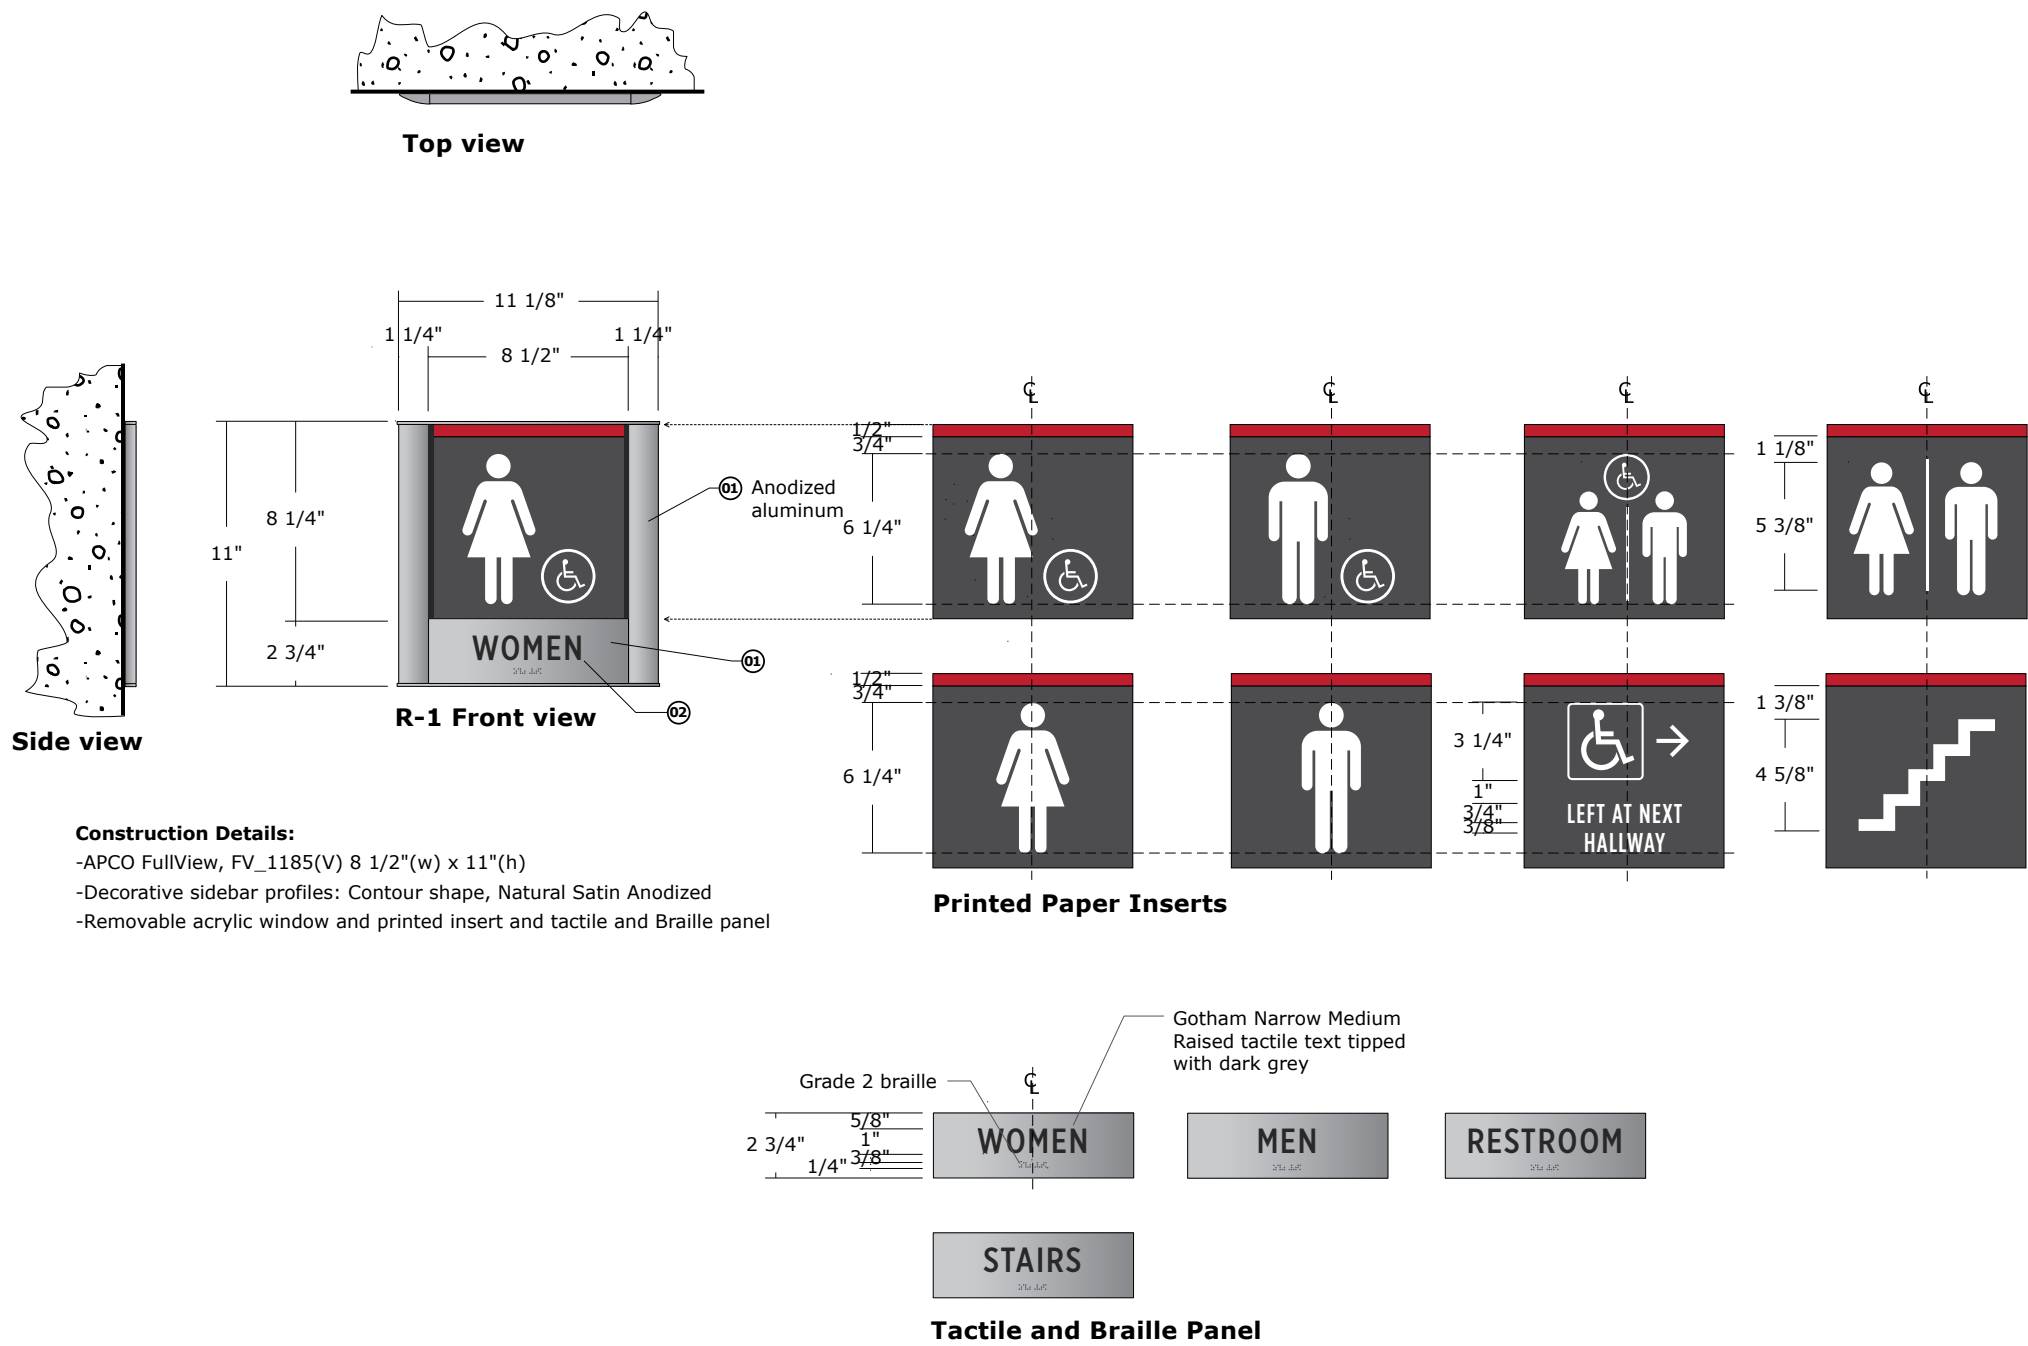 Top view
11 1/8"
1 1/4"
1 1/4"
8 1/2"
11"
8 1/4"
2 3/4"
WOMEN
01 Anodized
aluminum
01
02
R-1 Front view
Side view
Construction Details:
-APCO FullView, FV_1185(V) 8 1/2"(w) x 11"(h)
-Decorative sidebar profiles: Contour shape, Natural Satin Anodized
-Removable acrylic window and printed insert and tactile and Braille panel
CL
CL
CL
CL
1/2"
3/4"
6 1/4"
1 1/8"
5 3/8"
1/2"
3/4"
6 1/4"
3 1/4"
1"
3/4"
3/8"
LEFT AT NEXT
HALLWAY
1 3/8"
4 5/8"
Printed Paper Inserts
Gotham Narrow Medium
Raised tactile text tipped
with dark grey
Grade 2 braille
CL
2 3/4"
5/8"
1"
3/8"
1/4"
WOMEN
MEN
RESTROOM
STAIRS
Tactile and Braille Panel